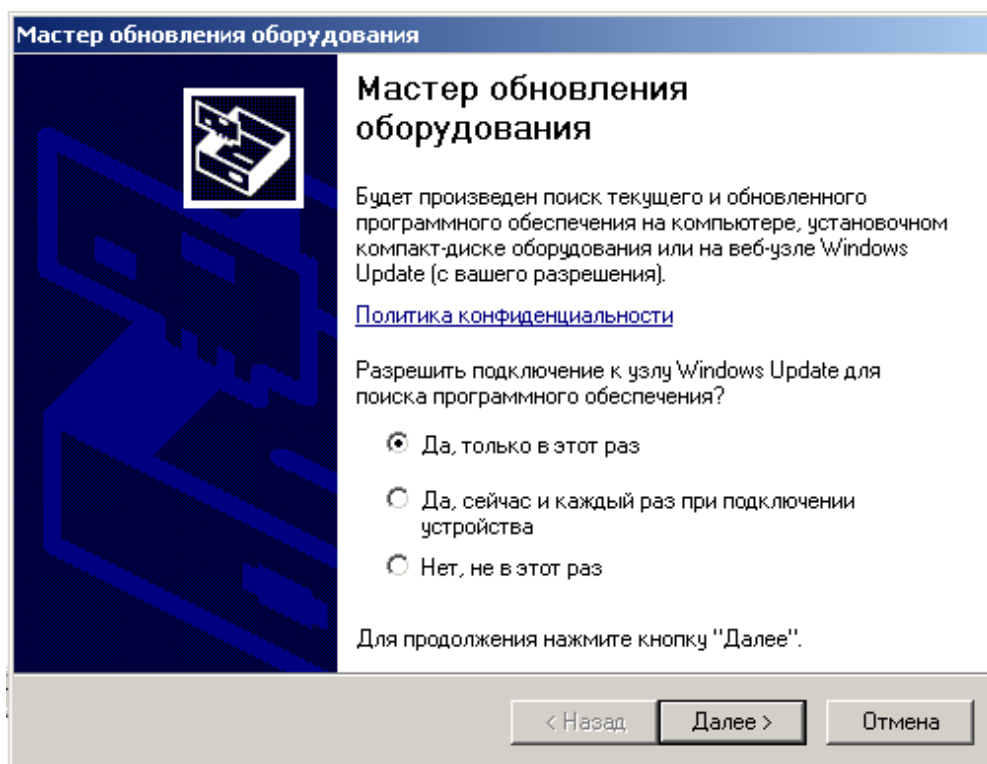 Мастер обновления оборудования
Мастер обновления
оборудования
Будет произведен поиск текущего и обновленного
программного обеспечения на компьютере, установочном
компакт-диске оборудования или на веб-узле Windows
Update (с вашего разрешения).
Политика конфиденциальности
Разрешить подключение к узлу Windows Update для
поиска программного обеспечения?
Да, только в этот раз
Да, сейчас и каждый раз при подключении
устройства
Нет, не в этот раз
Для продолжения нажмите кнопку "Далее".
< Назад Далее > Отмена